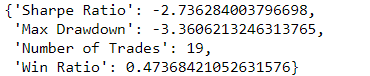 {'Sharpe Ratio': -2.736284003796698,
'Max Drawdown': -3.3606213246313765,
'Number of Trades': 19,
'Win Ratio': 0.47368421052631576}